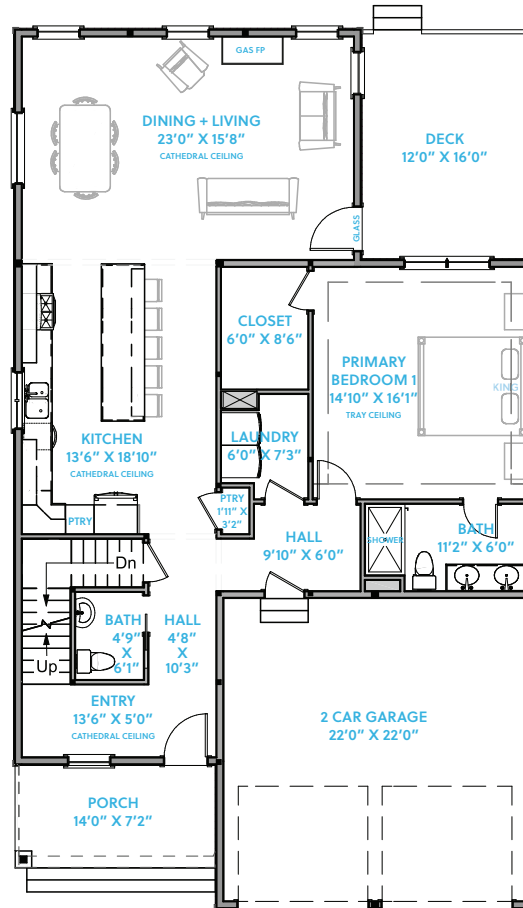 GAS FP
DINING + LIVING
23'0" X 15'8"
CATHEDRAL CEILING
DECK
12'0" X 16'0"
GLASS
CLOSET
6'0" X 8'6"
PRIMARY
BEDROOM 1
14'10" X 16'1"
TRAY CEILING
KING
KITCHEN
13'6" X 18'10"
CATHEDRAL CEILING
LAUNDRY
6'0" X 7'3"
PTRY
PTRY
1'11" X
3'2"
HALL
9'10" X 6'0"
SHOWER
BATH
11'2" X 6'0"
Dn
Up
BATH
4'9"
X
6'1"
HALL
4'8"
X
10'3"
ENTRY
13'6" X 5'0"
CATHEDRAL CEILING
2 CAR GARAGE
22'0" X 22'0"
PORCH
14'0" X 7'2"